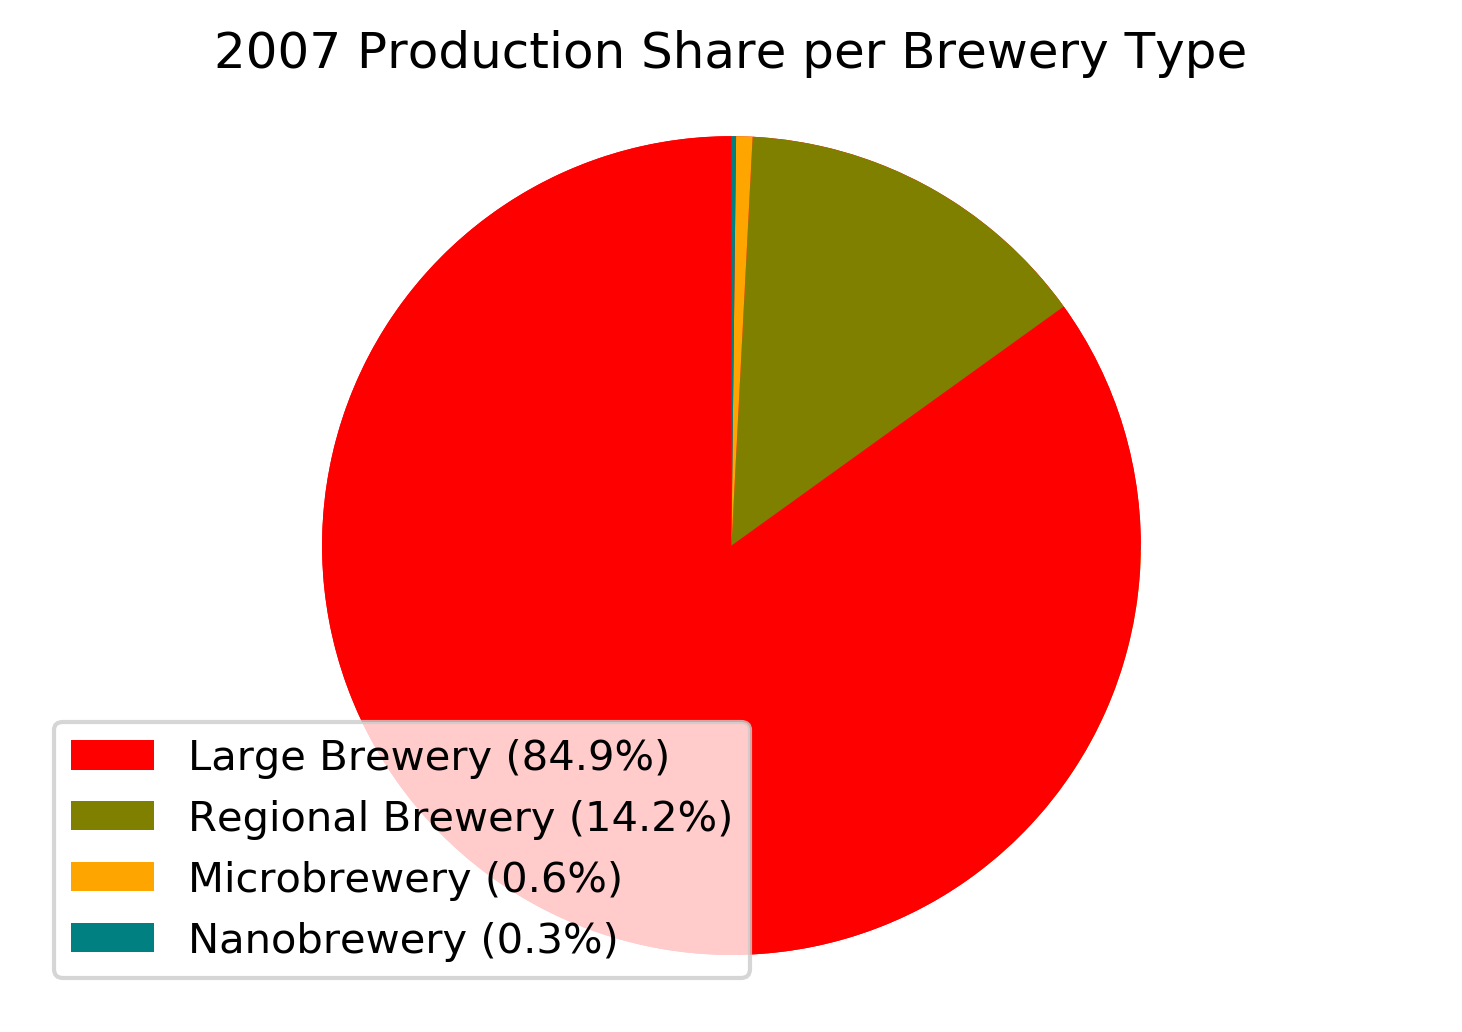 2007 Production Share per Brewery Type
Large Brewery (84.9%)
Regional Brewery (14.2%)
Microbrewery (0.6%)
Nanobrewery (0.3%)